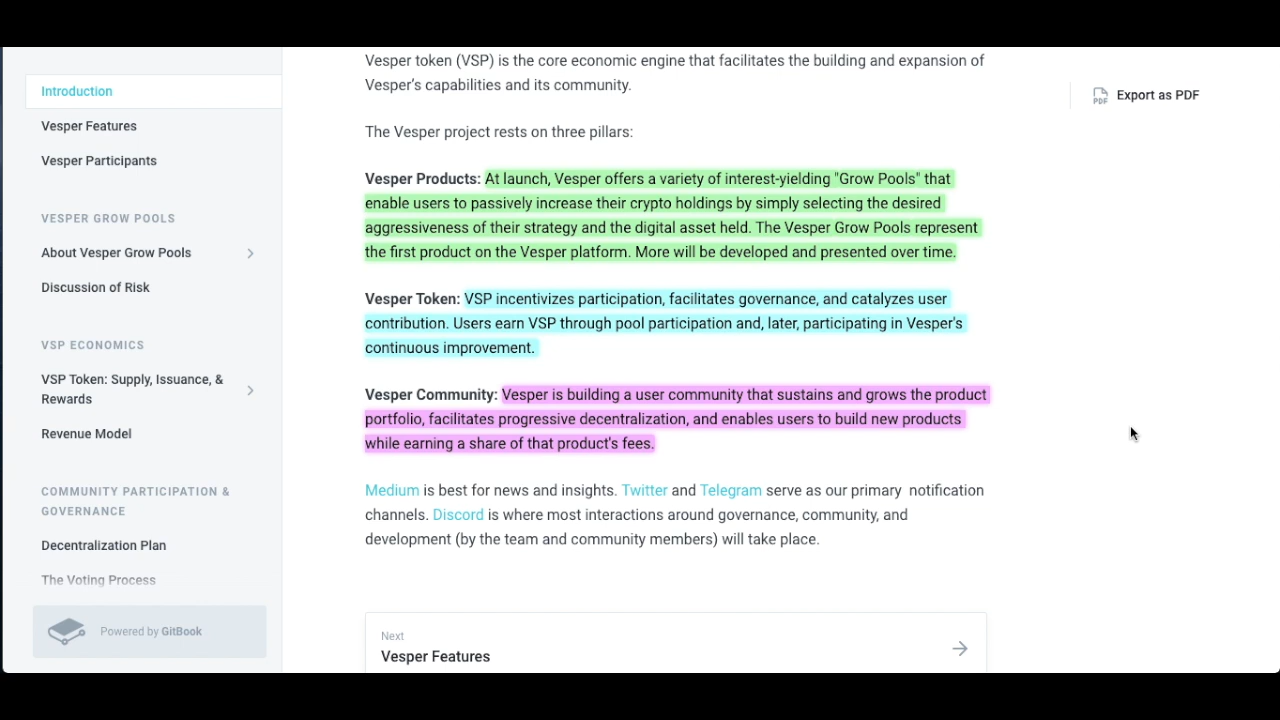 Introduction
Vesper Features
Vesper Participants
VESPER GROW POOLS
About Vesper Grow Pools
Discussion of Risk
VSP ECONOMICS
VSP Token: Supply, Issuance, &
Rewards
Revenue Model
COMMUNITY PARTICIPATION &
GOVERNANCE
Decentralization Plan
The Voting Process
Powered by GitBook
Vesper token (VSP) is the core economic engine that facilitates the building and expansion of
Vesper’s capabilities and its community.
The Vesper project rests on three pillars:
Vesper Products: At launch, Vesper offers a variety of interest-yielding "Grow Pools" that
enable users to passively increase their crypto holdings by simply selecting the desired
aggressiveness of their strategy and the digital asset held. The Vesper Grow Pools represent
the first product on the Vesper platform. More will be developed and presented over time.
Vesper Token: VSP incentivizes participation, facilitates governance, and catalyzes user
contribution. Users earn VSP through pool participation and, later, participating in Vesper's
continuous improvement.
Vesper Community: Vesper is building a user community that sustains and grows the product
portfolio, facilitates progressive decentralization, and enables users to build new products
while earning a share of that product's fees.
Medium is best for news and insights. Twitter and Telegram serve as our primary  notification
channels. Discord is where most interactions around governance, community, and
development (by the team and community members) will take place.
Next
Vesper Features
PDF
Export as PDF